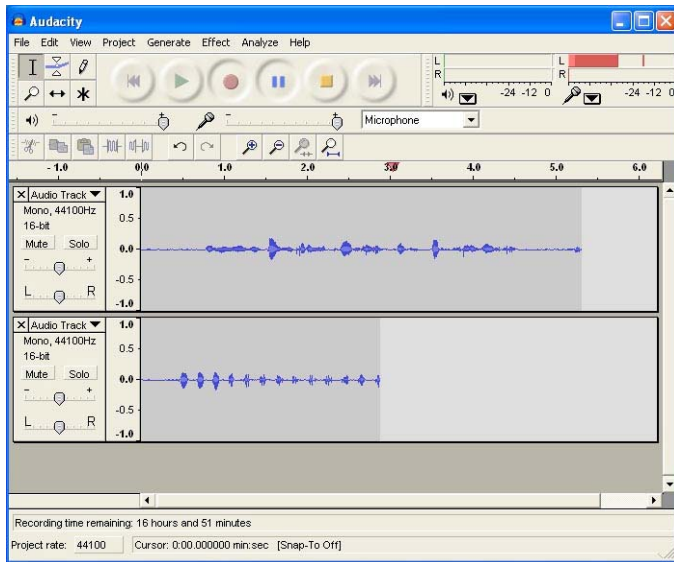 Audacity
File Edit View Project Generate Effect Analyze Help
L
R
-24 -12 0
L
R
-24 -12 0
Microphone
- 1.0 0.0 1.0 2.0 3.0 4.0 5.0 6.0
Audio Track
Mono, 44100Hz
16-bit
Mute Solo
- +
L R
1.0
0.5
0.0
-0.5
-1.0
Audio Track
Mono, 44100Hz
16-bit
Mute Solo
- +
L R
1.0
0.5
0.0
-0.5
-1.0
Recording time remaining: 16 hours and 51 minutes
Project rate: 44100 Cursor: 0:00.000000 min:sec [Snap-To Off]